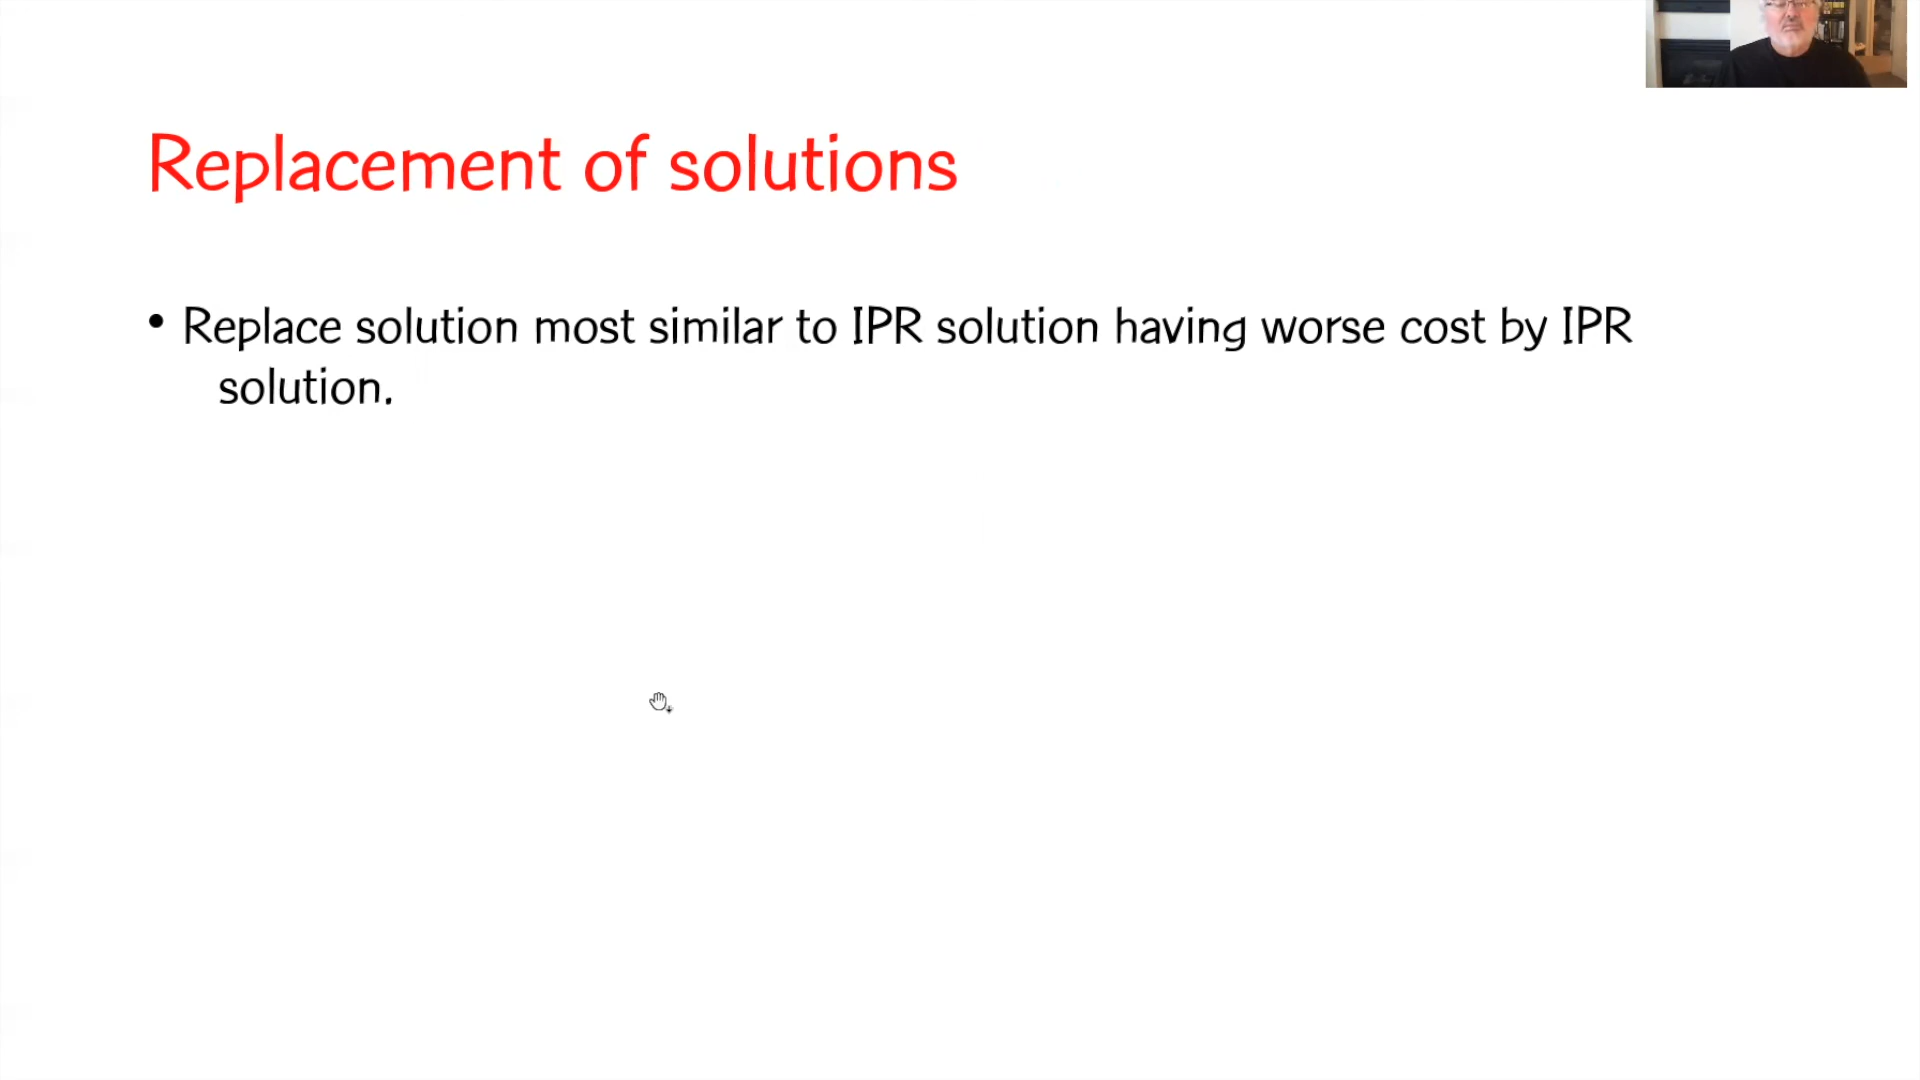 Replacement of solutions
• Replace solution most similar to IPR solution having worse cost by IPR
solution.